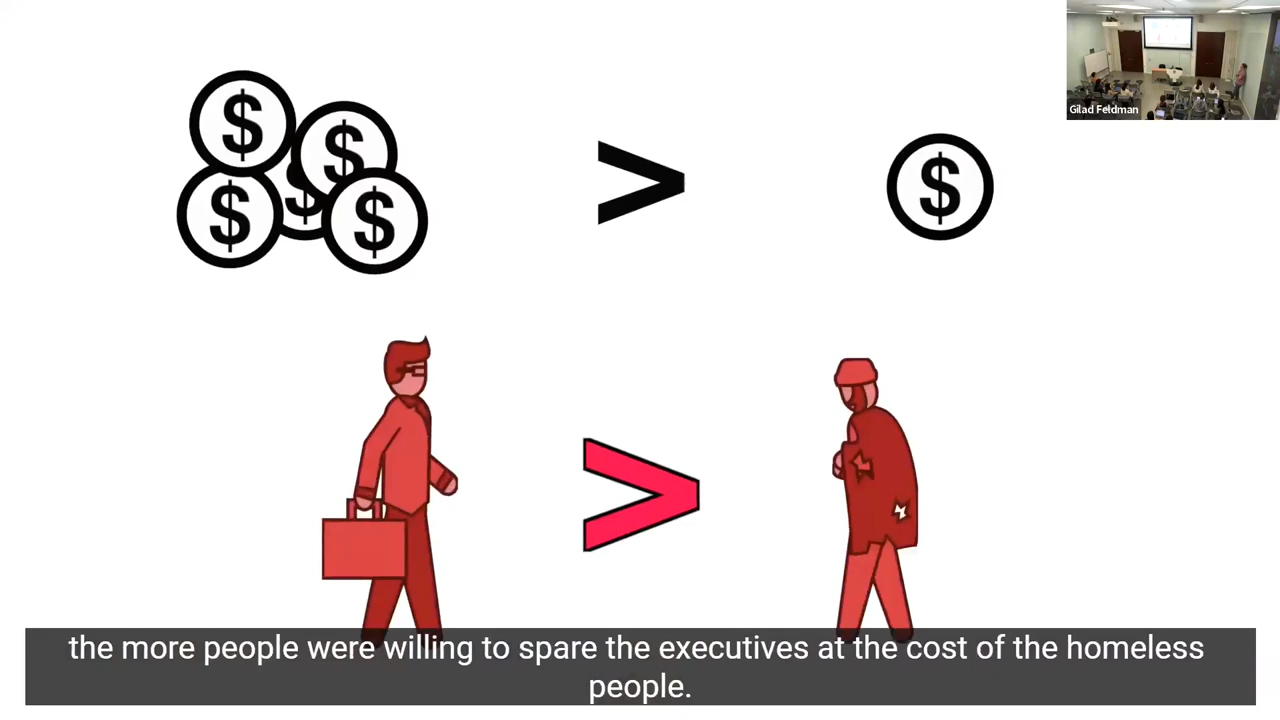 Gilad Feldman
$
$
>
$
$
$
$
>
the more people were willing to spare the executives at the cost of the homeless
people.